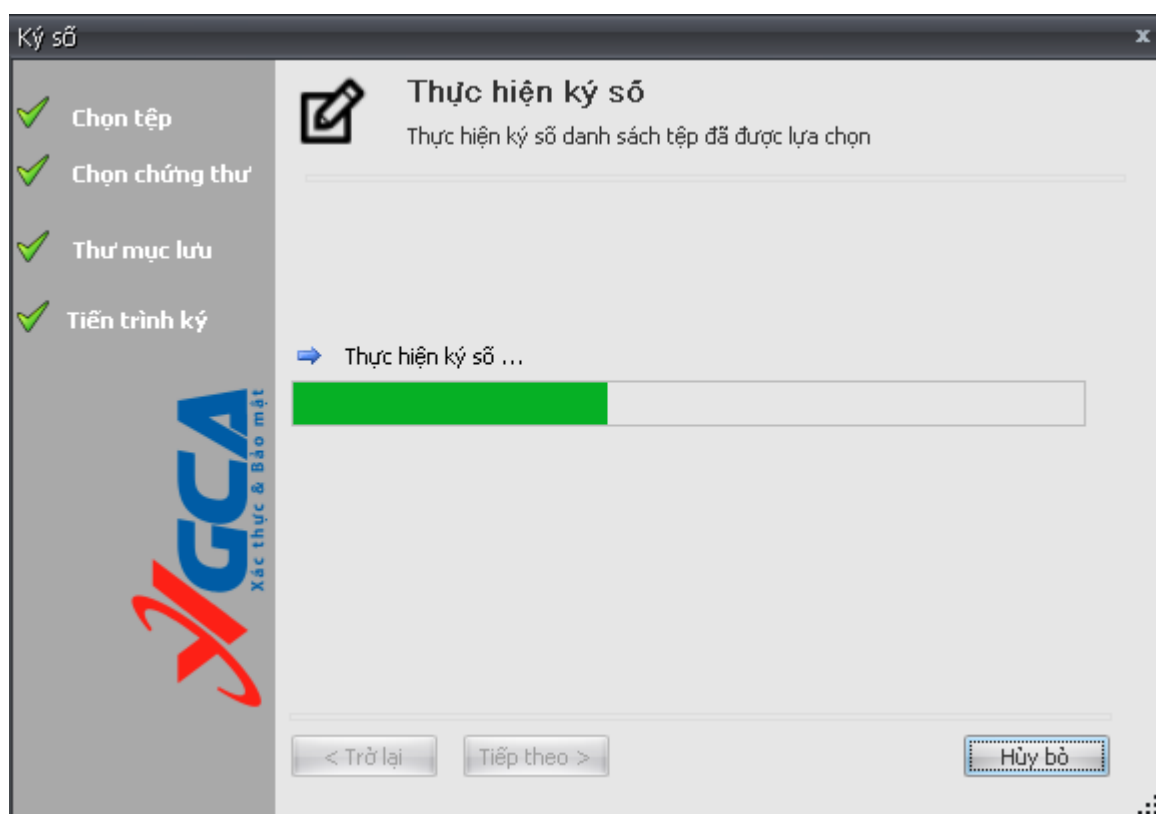 Ký số
Chọn tệp
Chọn chứng thư
Thư mục lưu
Tiến trình ký
GCA
Xác thực & Bảo mật
Thực hiện ký số
Thực hiện ký số danh sách tệp đã được lựa chọn
Thực hiện ký số ...
< Trở lại
Tiếp theo >
Hủy bỏ